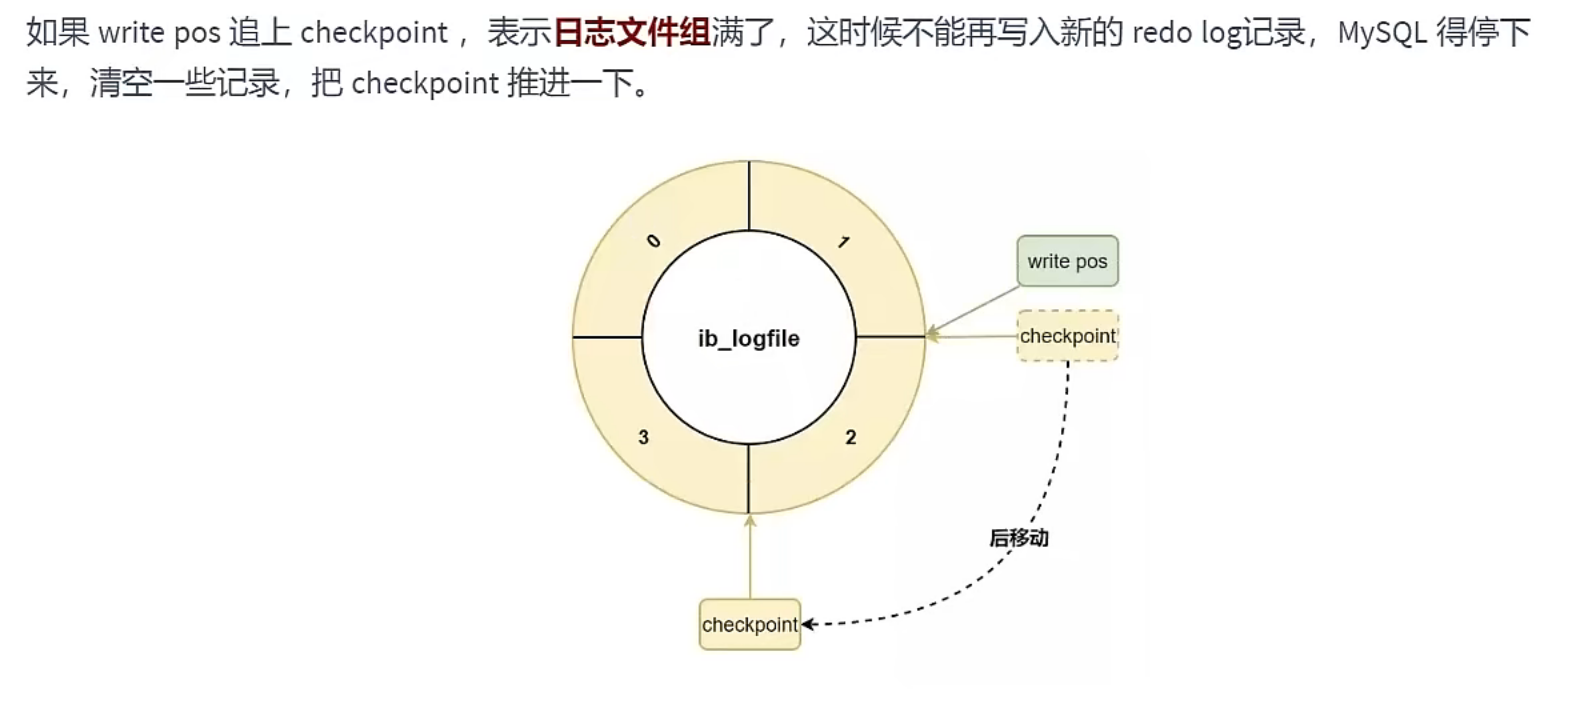 如果 write pos 追上 checkpoint ，表示日志文件组满了，这时候不能再写入新的 redo log记录，MySQL 得停下
来，清空一些记录，把 checkpoint 推进一下。
0
1
write pos
checkpoint
ib_logfile
3
2
后移动
checkpoint